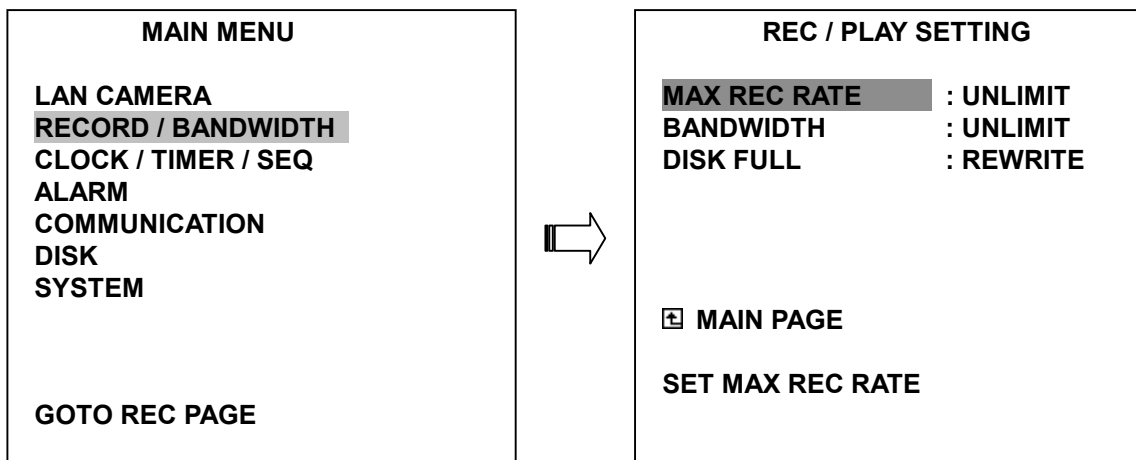 MAIN MENU
LAN CAMERA
RECORD / BANDWIDTH
CLOCK / TIMER / SEQ
ALARM
COMMUNICATION
DISK
SYSTEM
GOTO REC PAGE
REC / PLAY SETTING
MAX REC RATE : UNLIMIT
BANDWIDTH : UNLIMIT
DISK FULL : REWRITE
MAIN PAGE
SET MAX REC RATE